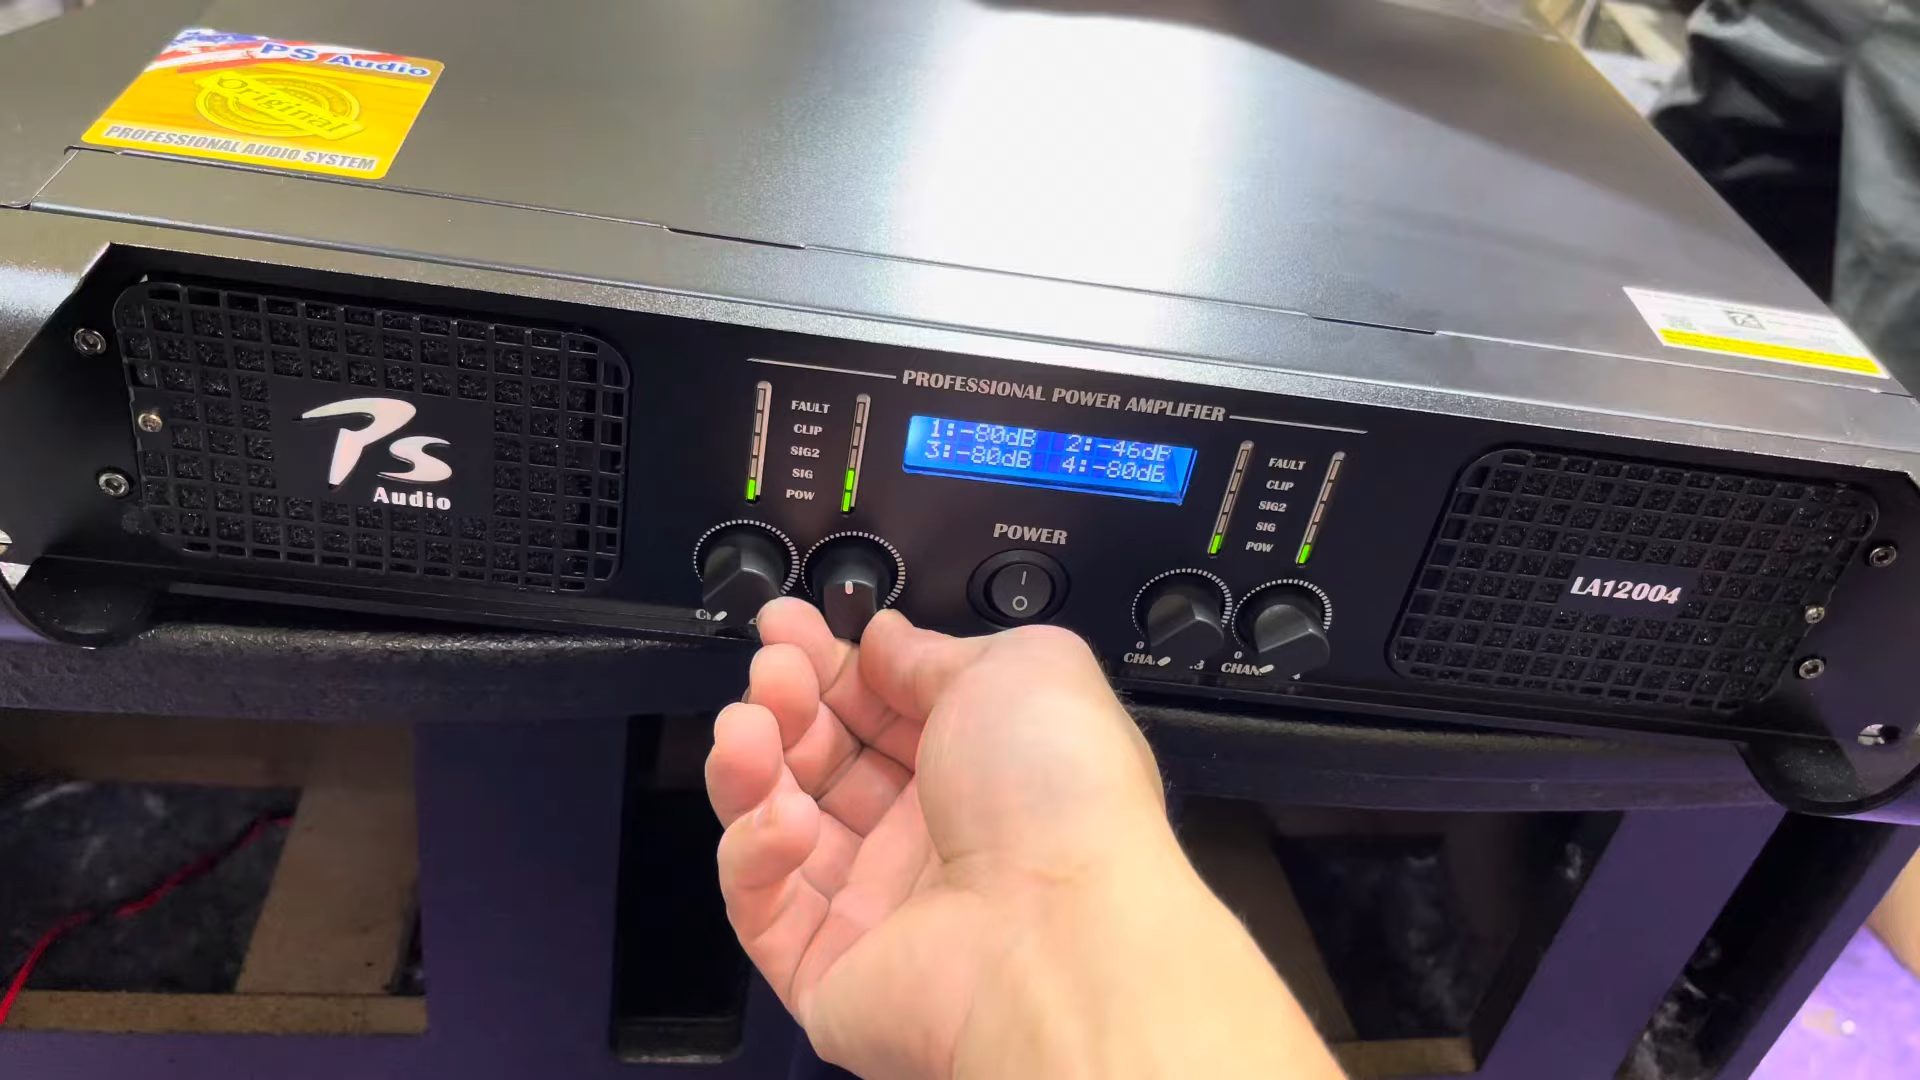 PS Audio
Original
PROFESSIONAL AUDIO SYSTEM
PROFESSIONAL POWER AMPLIFIER
FAULT
CLIP
SIG2
SIG
POW
1:-80dB 2:-46dB
3:-80dB 4:-80dB
FAULT
CLIP
SIG2
SIG
POW
POWER
I
O
PS
Audio
LA12004
0
0